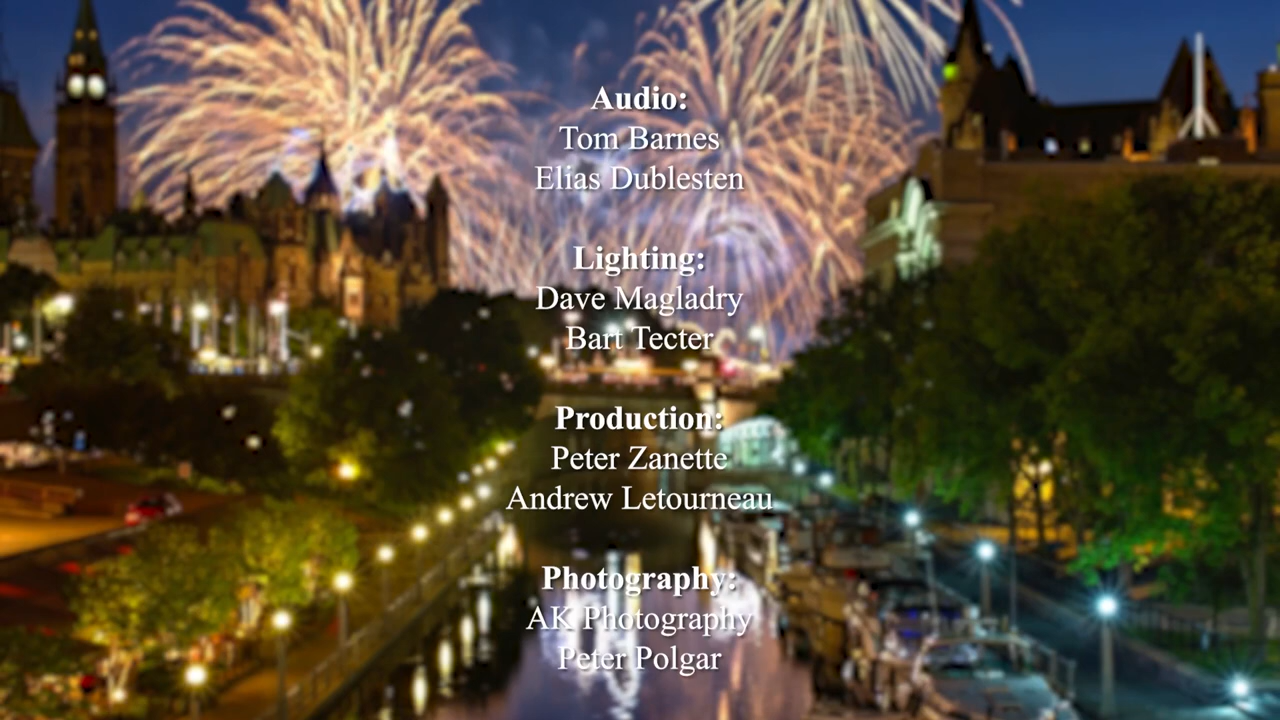 Audio:
Tom Barnes
Elias Dublesten
Lighting:
Dave Magladry
Bart Tecter
Production:
Peter Zanette
Andrew Letourneau
Photography:
AK Photography
Peter Polgar